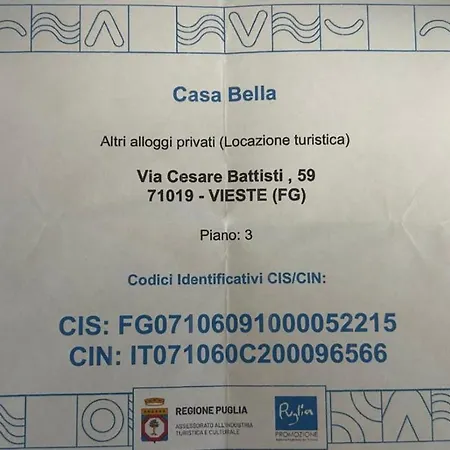 Casa Bella
Altri alloggi privati (Locazione turistica)
Via Cesare Battisti , 59
71019 - VIESTE (FG)
Piano: 3
Codici Identificativi CIS/CIN:
CIS: FG07106091000052215
CIN: IT071060C200096566
REGIONE PUGLIA
ASSESSORATO ALL'INDUSTRIA
TURISTICA E CULTURALE
Puglia
PROMOZIONE